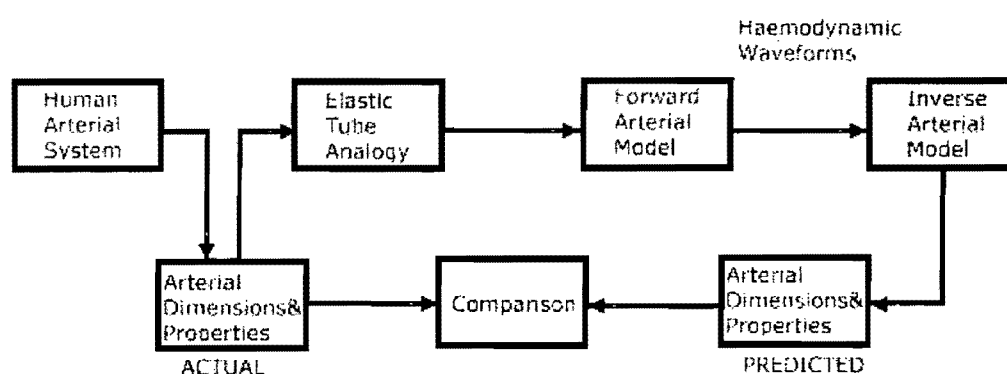 Haemodynamic
Waveforms
Human
Arterial
System
Elastic
Tube
Analogy
Forward
Arterial
Model
Inverse
Arterial
Model
Arterial
Dimensions&
Properties
ACTUAL
Comparison
Arterial
Dimensions&
Properties
PREDICTED